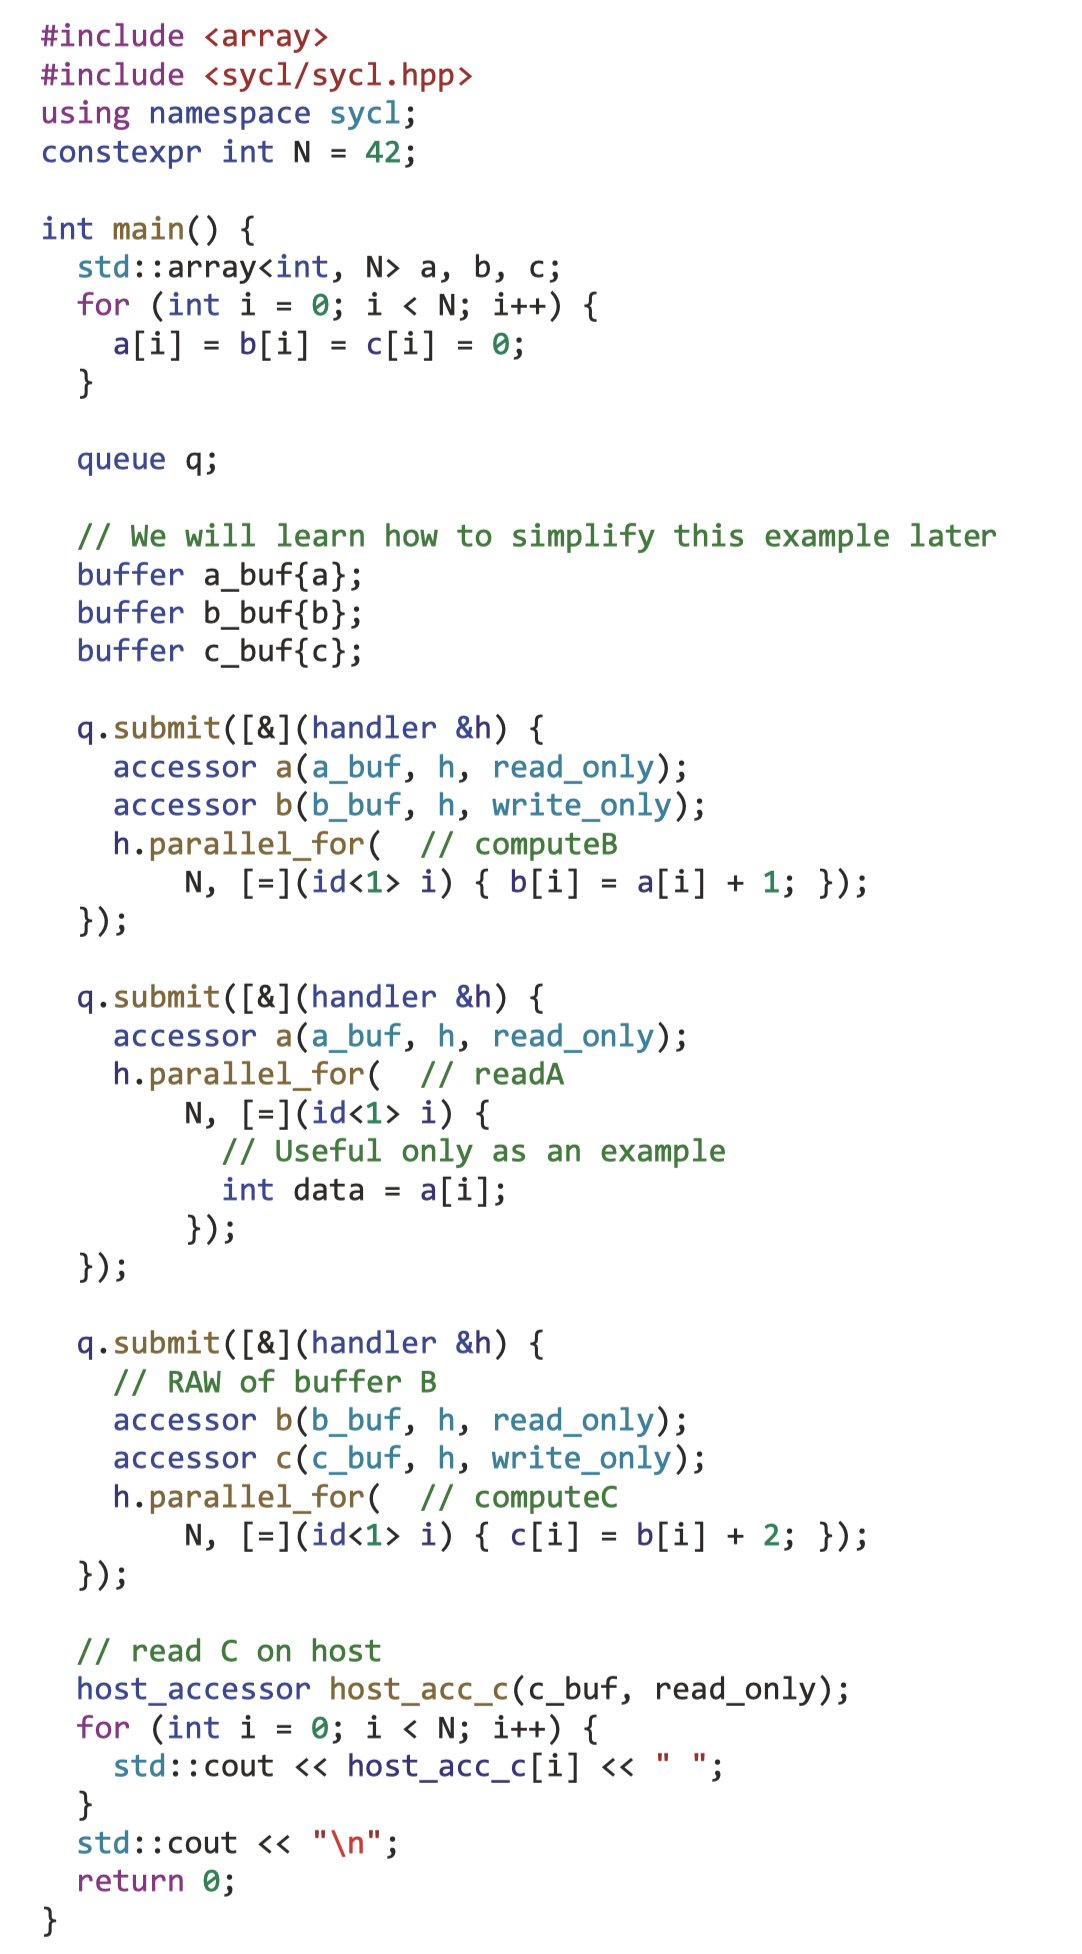 #include <array>
#include <sycl/sycl.hpp>
using namespace sycl;
constexpr int N = 42;

int main() {
  std::array<int, N> a, b, c;
  for (int i = 0; i < N; i++) {
    a[i] = b[i] = c[i] = 0;
  }

  queue q;

  // We will learn how to simplify this example later
  buffer a_buf{a};
  buffer b_buf{b};
  buffer c_buf{c};

  q.submit([&](handler &h) {
    accessor a(a_buf, h, read_only);
    accessor b(b_buf, h, write_only);
    h.parallel_for(  // computeB
        N, [=](id<1> i) { b[i] = a[i] + 1; });
  });

  q.submit([&](handler &h) {
    accessor a(a_buf, h, read_only);
    h.parallel_for(  // readA
        N, [=](id<1> i) {
          // Useful only as an example
          int data = a[i];
        });
  });

  q.submit([&](handler &h) {
    // RAW of buffer B
    accessor b(b_buf, h, read_only);
    accessor c(c_buf, h, write_only);
    h.parallel_for(  // computeC
        N, [=](id<1> i) { c[i] = b[i] + 2; });
  });

  // read C on host
  host_accessor host_acc_c(c_buf, read_only);
  for (int i = 0; i < N; i++) {
    std::cout << host_acc_c[i] << " ";
  }
  std::cout << "\n";
  return 0;
}